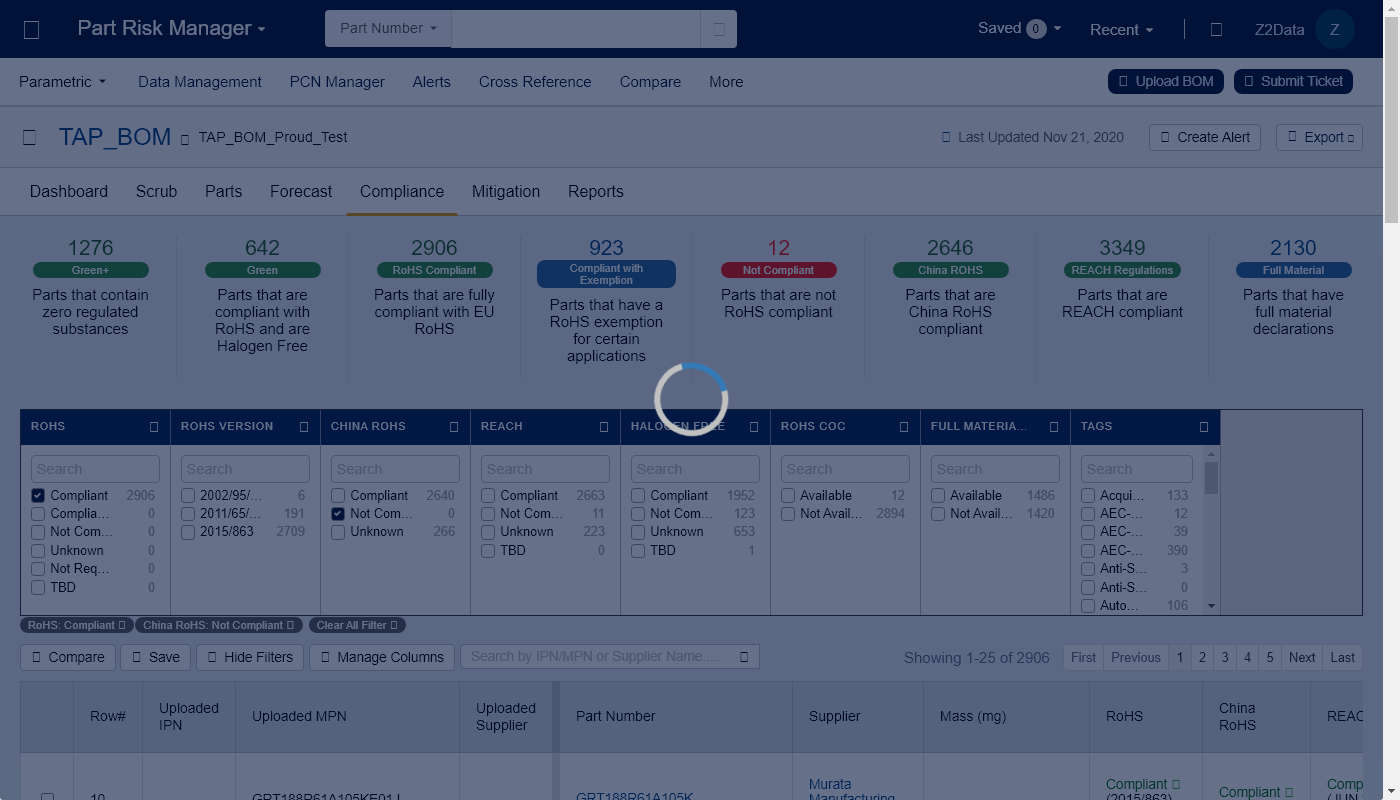 Part Risk Manager
Part Number
Saved 0
Recent
Z2Data
Z
Parametric
Data Management
PCN Manager
Alerts
Cross Reference
Compare
More
Upload BOM
Submit Ticket
TAP_BOM
TAP_BOM_Proud_Test
Last Updated Nov 21, 2020
Create Alert
Export
Dashboard
Scrub
Parts
Forecast
Compliance
Mitigation
Reports
1276
Green+
Parts that contain
zero regulated
substances
642
Green
Parts that are
compliant with
RoHS and are
Halogen Free
2906
RoHS Compliant
Parts that are fully
compliant with EU
RoHS
923
Compliant with
Exemption
Parts that have a
RoHS exemption
for certain
applications
12
Not Compliant
Parts that are not
RoHS compliant
2646
China ROHS
Parts that are
China RoHS
compliant
3349
REACH Regulations
Parts that are
REACH compliant
2130
Full Material
Parts that have
full material
declarations
ROHS
Search
Compliant 2906
Complia... 0
Not Com... 0
Unknown 0
Not Req... 0
TBD 0
ROHS VERSION
Search
2002/95/... 6
2011/65/... 191
2015/863 2709
CHINA ROHS
Search
Compliant 2640
Not Com... 0
Unknown 266
REACH
Search
Compliant 2663
Not Com... 11
Unknown 223
TBD 0
HALOGEN FREE
Search
Compliant 1952
Not Com... 123
Unknown 653
TBD 1
ROHS COC
Search
Available 12
Not Avail... 2894
FULL MATERIA...
Search
Available 1486
Not Avail... 1420
TAGS
Search
Acqui... 133
AEC-... 12
AEC-... 39
AEC-... 390
Anti-S... 3
Anti-S... 0
Auto... 106
RoHS: Compliant
China RoHS: Not Compliant
Clear All Filter
Compare
Save
Hide Filters
Manage Columns
Search by IPN/MPN or Supplier Name.....
Showing 1-25 of 2906
First
Previous
1
2
3
4
5
Next
Last
Row#
Uploaded
IPN
Uploaded MPN
Uploaded
Supplier
Part Number
Supplier
Mass (mg)
RoHS
China
RoHS
REAC
10
GRT188R61A105KE01J
GRT188R61A105K
Murata
Manufacturing
Compliant
(2015/863)
Compliant
Comp
(JUN